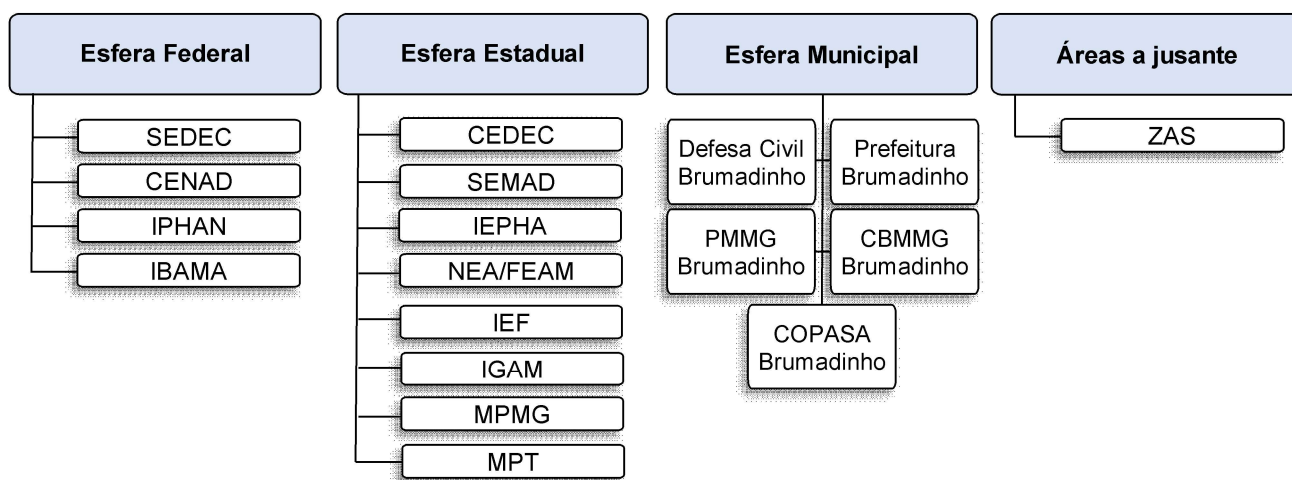 Esfera Federal
SEDEC
CENAD
IPHAN
IBAMA
Esfera Estadual
CEDEC
SEMAD
IEPHA
NEA/FEAM
IEF
IGAM
MPMG
MPT
Esfera Municipal
Defesa Civil
Brumadinho
Prefeitura
Brumadinho
PMMG
Brumadinho
CBMMG
Brumadinho
COPASA
Brumadinho
Áreas a jusante
ZAS